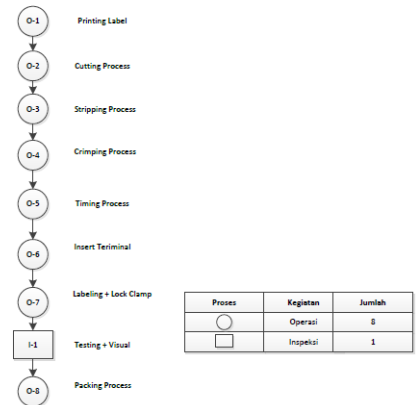 O-1 Printing Label
O-2 Cutting Process
O-3 Stripping Process
O-4 Crimping Process
O-5 Timing Process
O-6 Insert Teriminal
O-7 Labeling + Lock Clamp
I-1 Testing + Visual
O-8 Packing Process
Proses Kegiatan Jumlah
Operasi 8
Inspeksi 1